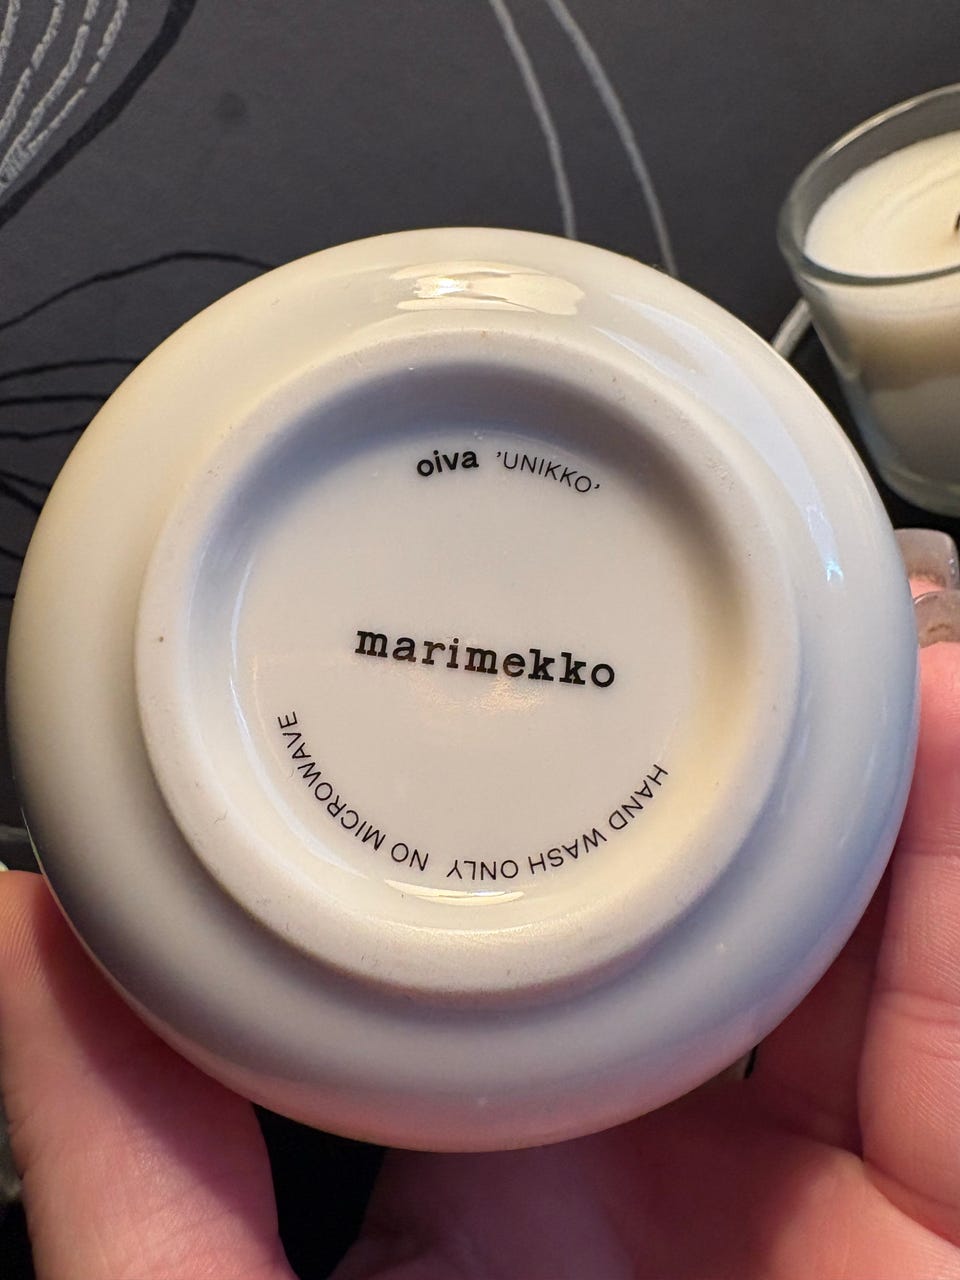 oiva 'UNIKKO'
marimekko
HAND WASH ONLY NO MICROWAVE